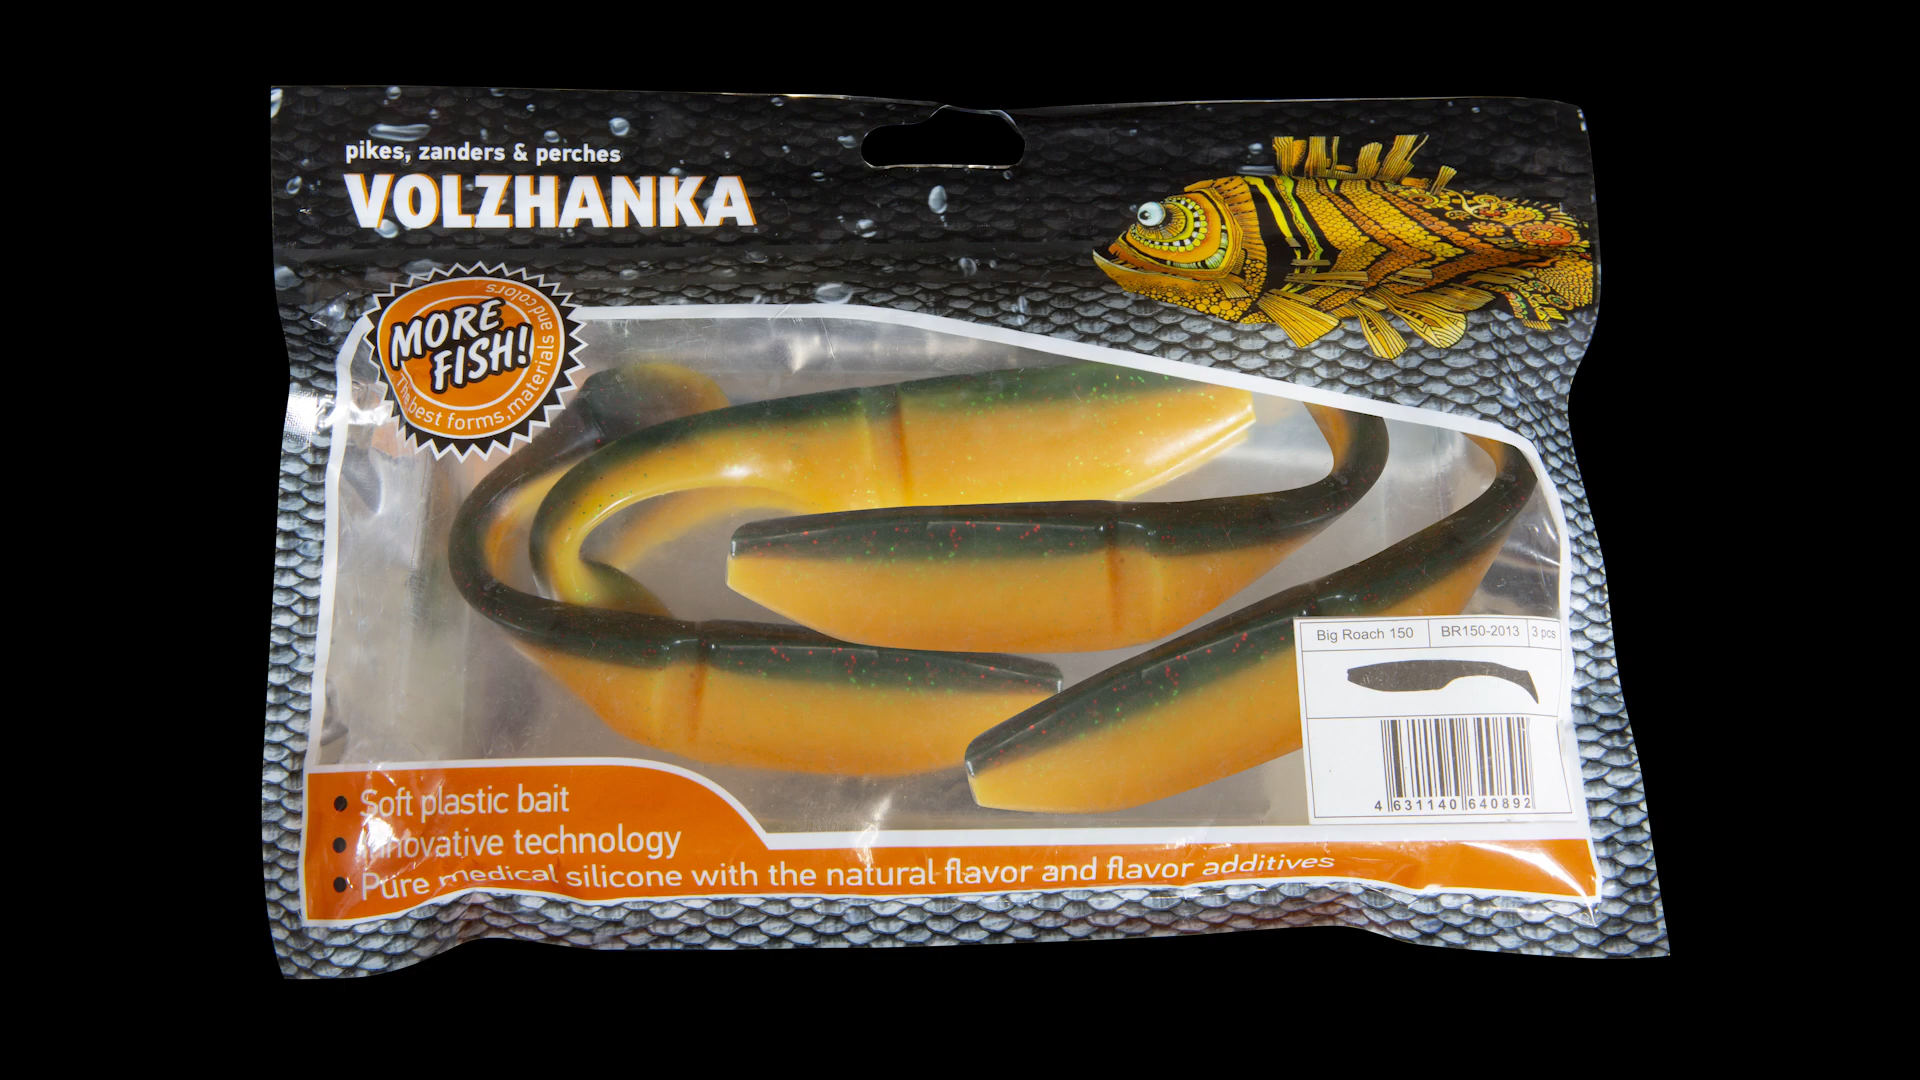 pikes, zanders & perches
VOLZHANKA
MORE
FISH!
The best forms, materials and colors
Big Roach 150 BR150-2013 3 pcs
4 631140 640892
• Soft plastic bait
• Innovative technology
• Pure medical silicone with the natural flavor and flavor additives